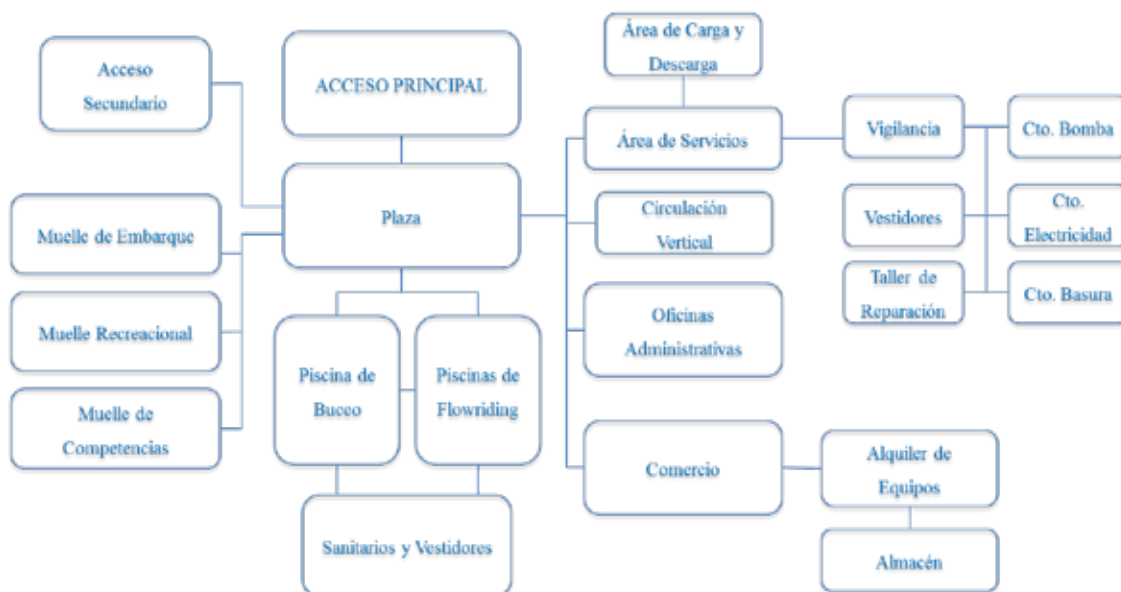 Área de Carga y
Descarga
Acceso
Secundario
ACCESO PRINCIPAL
Área de Servicios
Vigilancia
Cto. Bomba
Plaza
Circulación
Vertical
Vestidores
Cto.
Electricidad
Muelle de Embarque
Taller de
Reparación
Cto. Basura
Muelle Recreacional
Oficinas
Administrativas
Piscina de
Buceo
Piscinas de
Flowriding
Muelle de
Competencias
Comercio
Alquiler de
Equipos
Sanitarios y Vestidores
Almacén